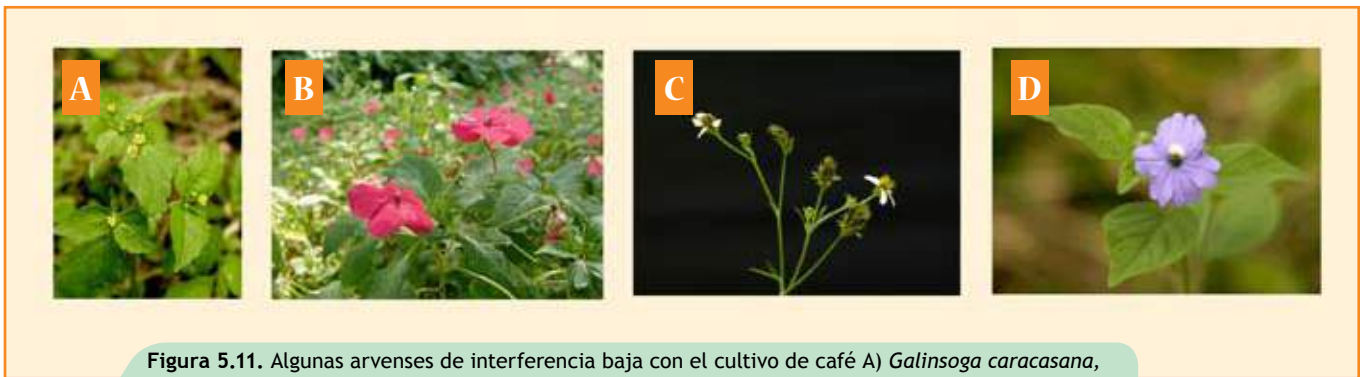 A
B
C
D
Figura 5.11. Algunas arvenses de interferencia baja con el cultivo de café A) Galinsoga caracasana,